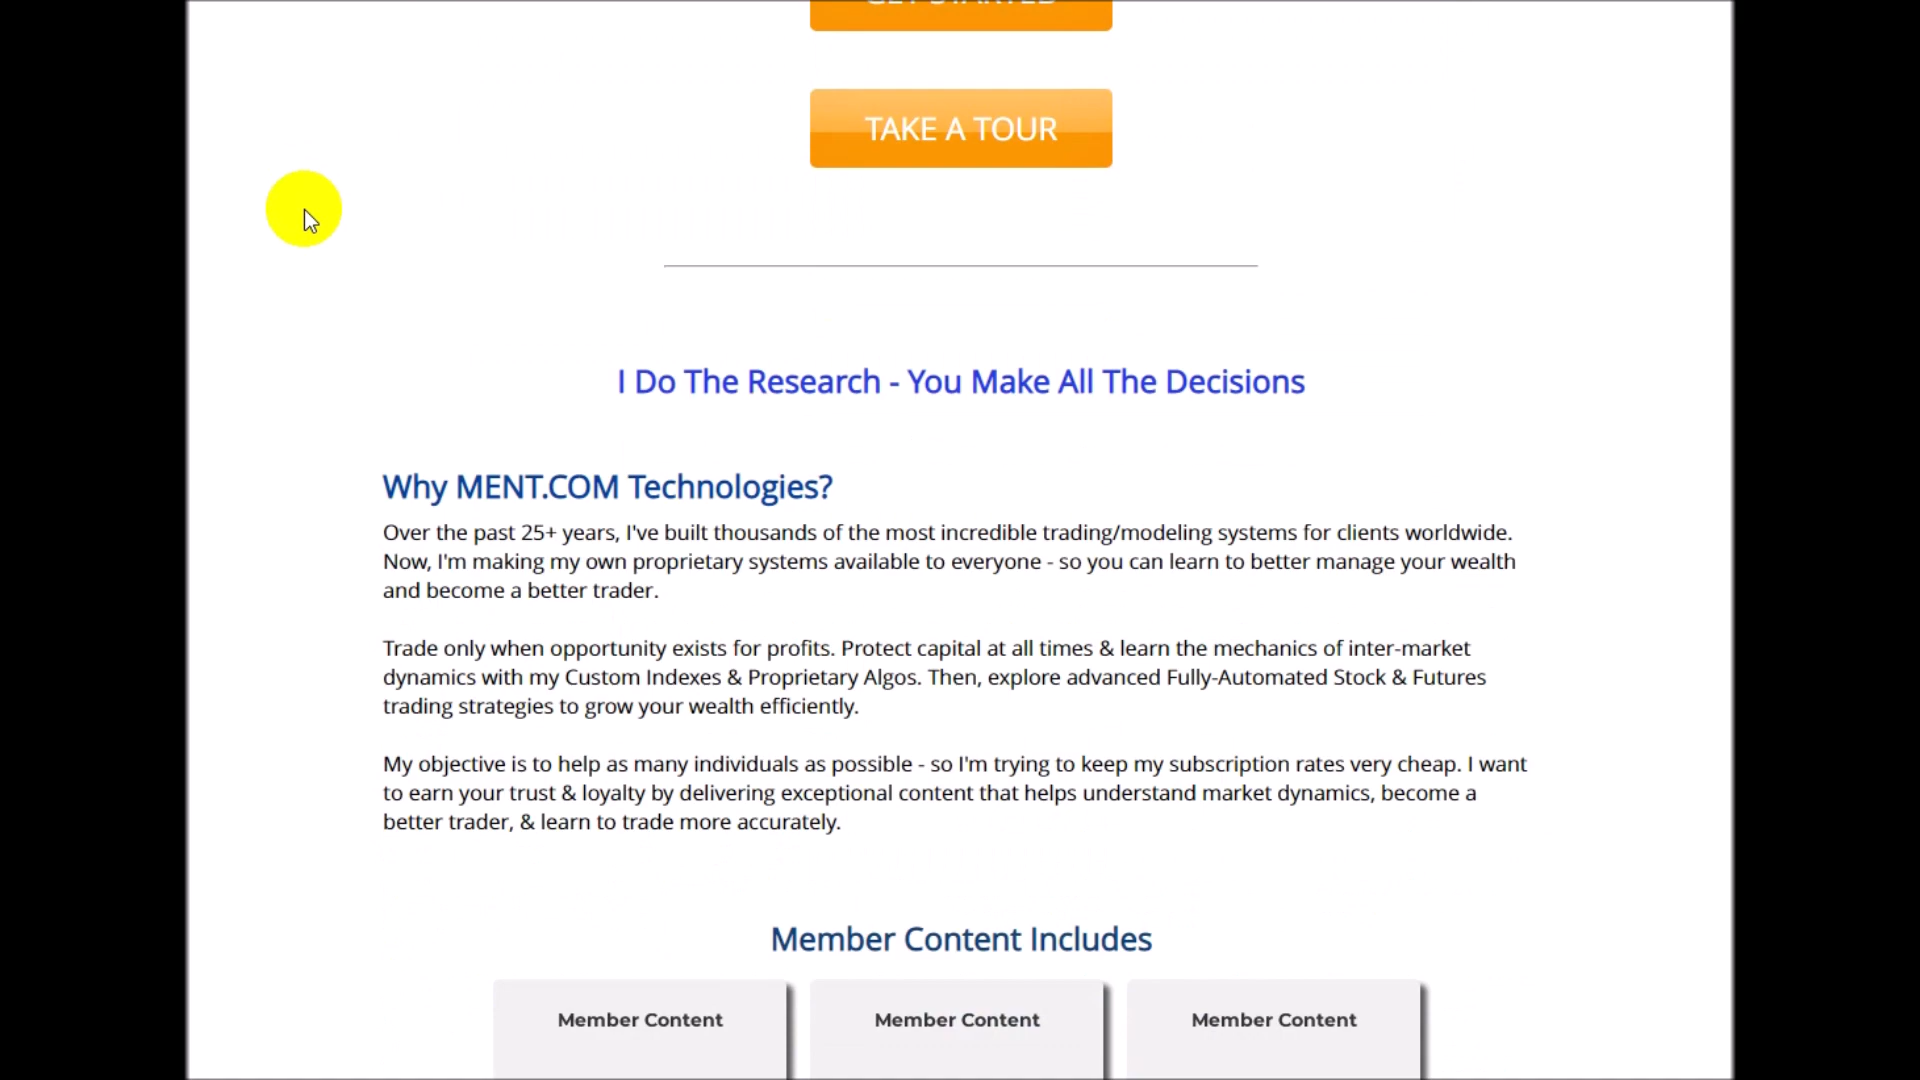 GET STARTED
TAKE A TOUR
I Do The Research - You Make All The Decisions
Why MENT.COM Technologies?
Over the past 25+ years, I've built thousands of the most incredible trading/modeling systems for clients worldwide.
Now, I'm making my own proprietary systems available to everyone - so you can learn to better manage your wealth
and become a better trader.
Trade only when opportunity exists for profits. Protect capital at all times & learn the mechanics of inter-market
dynamics with my Custom Indexes & Proprietary Algos. Then, explore advanced Fully-Automated Stock & Futures
trading strategies to grow your wealth efficiently.
My objective is to help as many individuals as possible - so I'm trying to keep my subscription rates very cheap. I want
to earn your trust & loyalty by delivering exceptional content that helps understand market dynamics, become a
better trader, & learn to trade more accurately.
Member Content Includes
Member Content Member Content Member Content